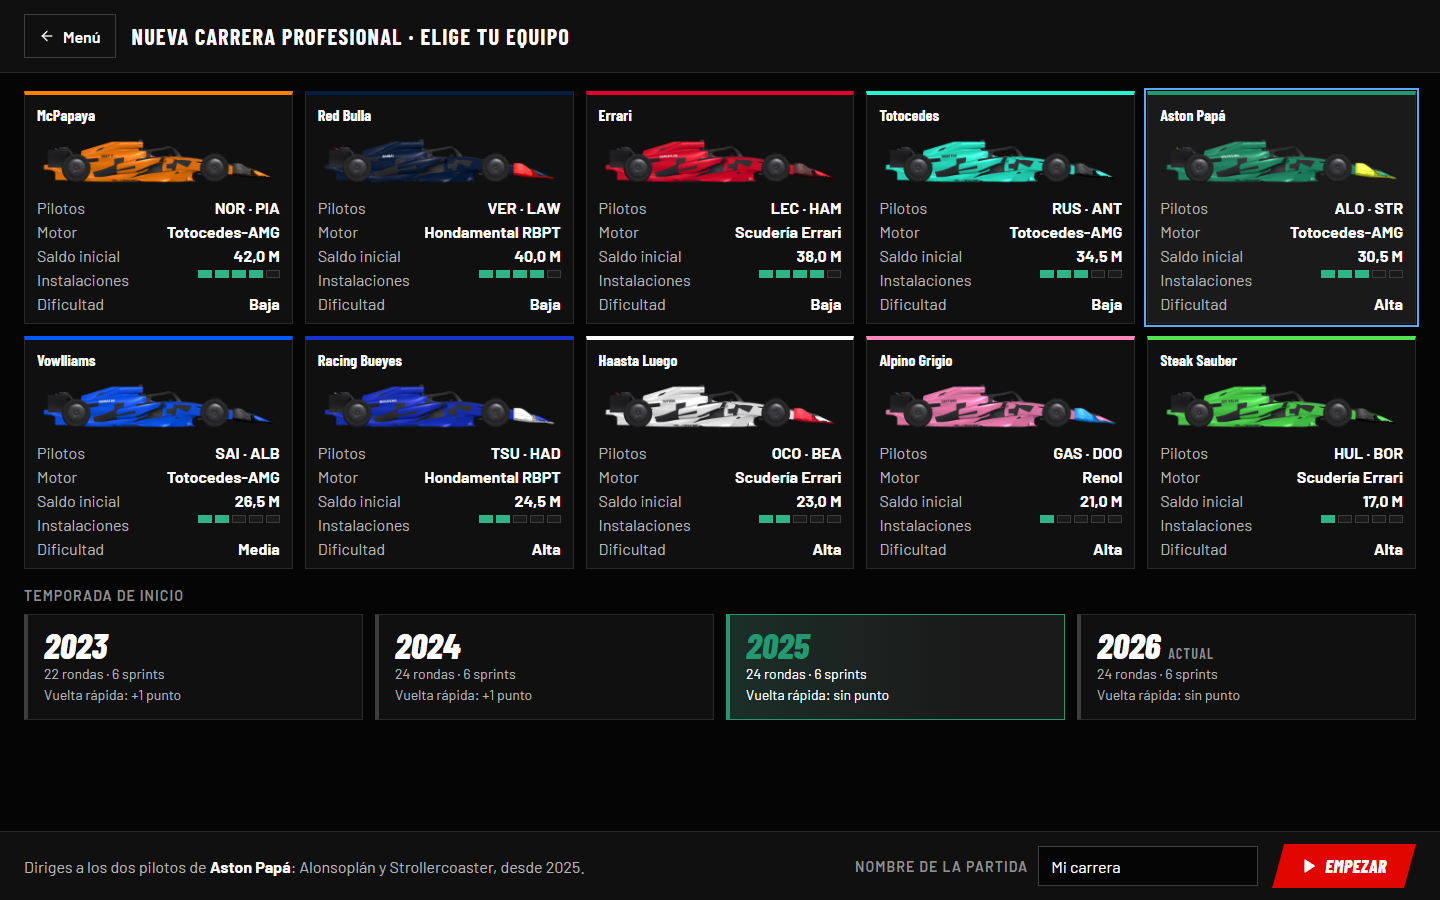 ← Menú
NUEVA CARRERA PROFESIONAL · ELIGE TU EQUIPO
McPapaya
Pilotos NOR · PIA
Motor Totocedes-AMG
Saldo inicial 42,0 M
Instalaciones
Dificultad Baja
Red Bulla
Pilotos VER · LAW
Motor Hondamental RBPT
Saldo inicial 40,0 M
Instalaciones
Dificultad Baja
Errari
Pilotos LEC · HAM
Motor Scudería Errari
Saldo inicial 38,0 M
Instalaciones
Dificultad Baja
Totocedes
Pilotos RUS · ANT
Motor Totocedes-AMG
Saldo inicial 34,5 M
Instalaciones
Dificultad Baja
Aston Papá
Pilotos ALO · STR
Motor Totocedes-AMG
Saldo inicial 30,5 M
Instalaciones
Dificultad Alta
Vowlliams
Pilotos SAI · ALB
Motor Totocedes-AMG
Saldo inicial 26,5 M
Instalaciones
Dificultad Media
Racing Bueyes
Pilotos TSU · HAD
Motor Hondamental RBPT
Saldo inicial 24,5 M
Instalaciones
Dificultad Alta
Haasta Luego
Pilotos OCO · BEA
Motor Scudería Errari
Saldo inicial 23,0 M
Instalaciones
Dificultad Alta
Alpino Grigio
Pilotos GAS · DOO
Motor Renol
Saldo inicial 21,0 M
Instalaciones
Dificultad Alta
Steak Sauber
Pilotos HUL · BOR
Motor Scudería Errari
Saldo inicial 17,0 M
Instalaciones
Dificultad Alta
TEMPORADA DE INICIO
2023
22 rondas · 6 sprints
Vuelta rápida: +1 punto
2024
24 rondas · 6 sprints
Vuelta rápida: +1 punto
2025
24 rondas · 6 sprints
Vuelta rápida: sin punto
2026 ACTUAL
24 rondas · 6 sprints
Vuelta rápida: sin punto
Diriges a los dos pilotos de Aston Papá: Alonsoplán y Strollercoaster, desde 2025.
NOMBRE DE LA PARTIDA
Mi carrera
EMPEZAR